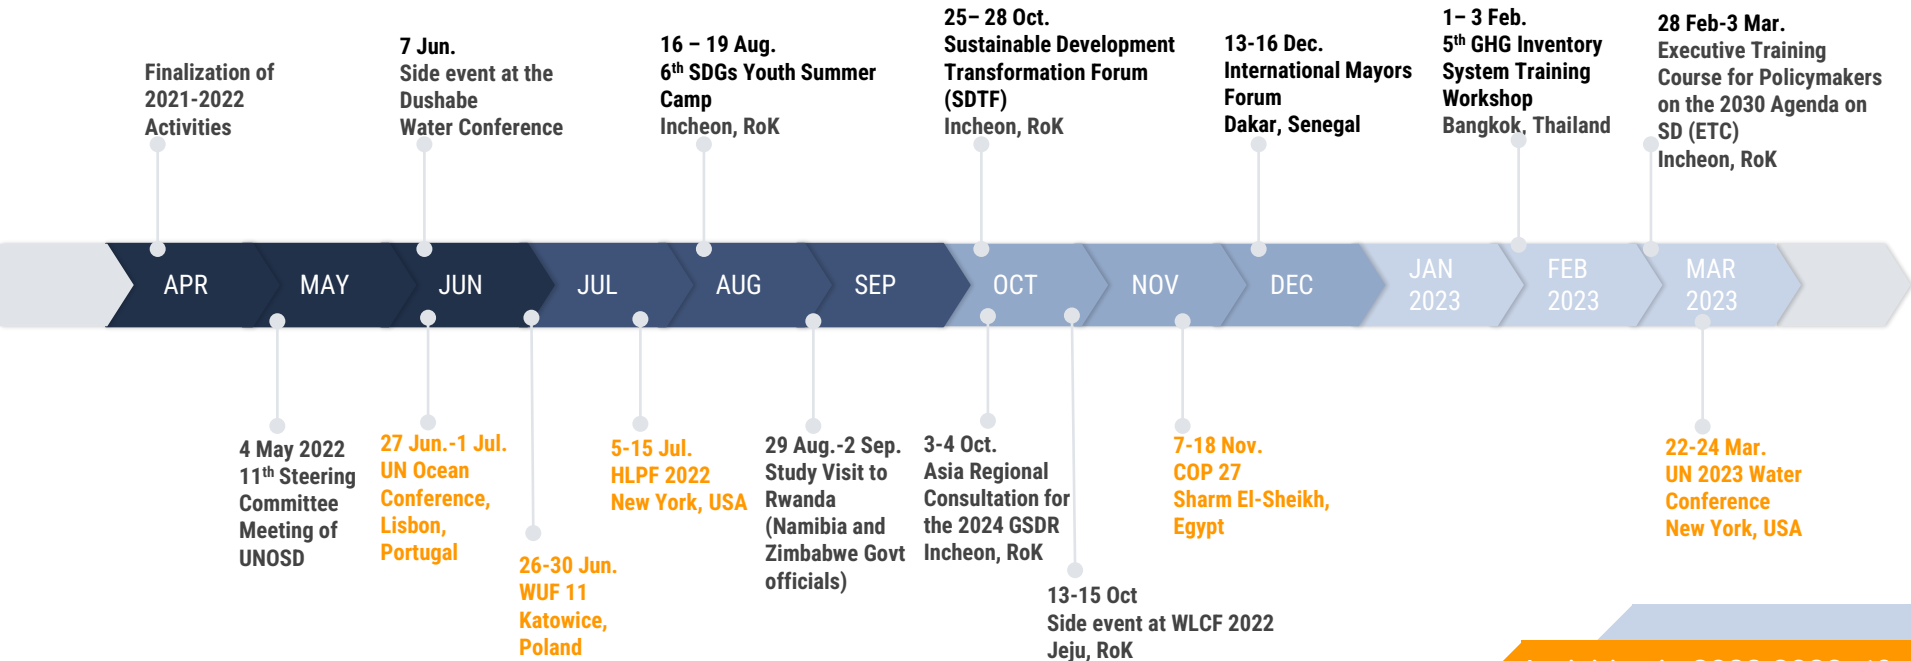 Finalization of
2021-2022
Activities
7 Jun.
Side event at the
Dushabe
Water Conference
16 – 19 Aug.
6th SDGs Youth Summer
Camp
Incheon, RoK
25– 28 Oct.
Sustainable Development
Transformation Forum
(SDTF)
Incheon, RoK
13-16 Dec.
International Mayors
Forum
Dakar, Senegal
1– 3 Feb.
5th GHG Inventory
System Training
Workshop
Bangkok, Thailand
28 Feb-3 Mar.
Executive Training
Course for Policymakers
on the 2030 Agenda on
SD (ETC)
Incheon, RoK
APR
MAY
JUN
JUL
AUG
SEP
OCT
NOV
DEC
JAN
2023
FEB
2023
MAR
2023
4 May 2022
11th Steering
Committee
Meeting of
UNOSD
27 Jun.-1 Jul.
UN Ocean
Conference,
Lisbon,
Portugal
26-30 Jun.
WUF 11
Katowice,
Poland
5-15 Jul.
HLPF 2022
New York, USA
29 Aug.-2 Sep.
Study Visit to
Rwanda
(Namibia and
Zimbabwe Govt
officials)
3-4 Oct.
Asia Regional
Consultation for
the 2024 GSDR
Incheon, RoK
13-15 Oct
Side event at WLCF 2022
Jeju, RoK
7-18 Nov.
COP 27
Sharm El-Sheikh,
Egypt
22-24 Mar.
UN 2023 Water
Conference
New York, USA